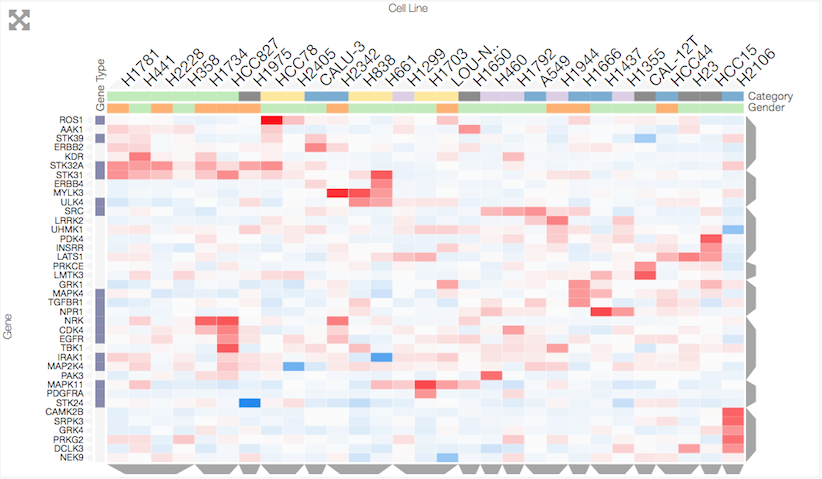 Cell Line
H1781
H441
H2228
H358
H1734
HCC827
H1975
HCC78
H2405
CALU-3
H2342
H838
H661
H1299
H1703
LOU-N..
H1650
H460
H1792
A549
H1944
H1666
H1437
H1355
CAL-12T
HCC44
H23
HCC15
H2106
Gene Type
Category
Gender
Gene
ROS1
AAK1
STK39
ERBB2
KDR
STK32A
STK31
ERBB4
MYLK3
ULK4
SRC
LRRK2
UHMK1
PDK4
INSRR
LATS1
PRKCE
LMTK3
GRK1
MAPK4
TGFBR1
NPR1
NRK
CDK4
EGFR
TBK1
IRAK1
MAP2K4
PAK3
MAPK11
PDGFRA
STK24
CAMK2B
SRPK3
GRK4
PRKG2
DCLK3
NEK9